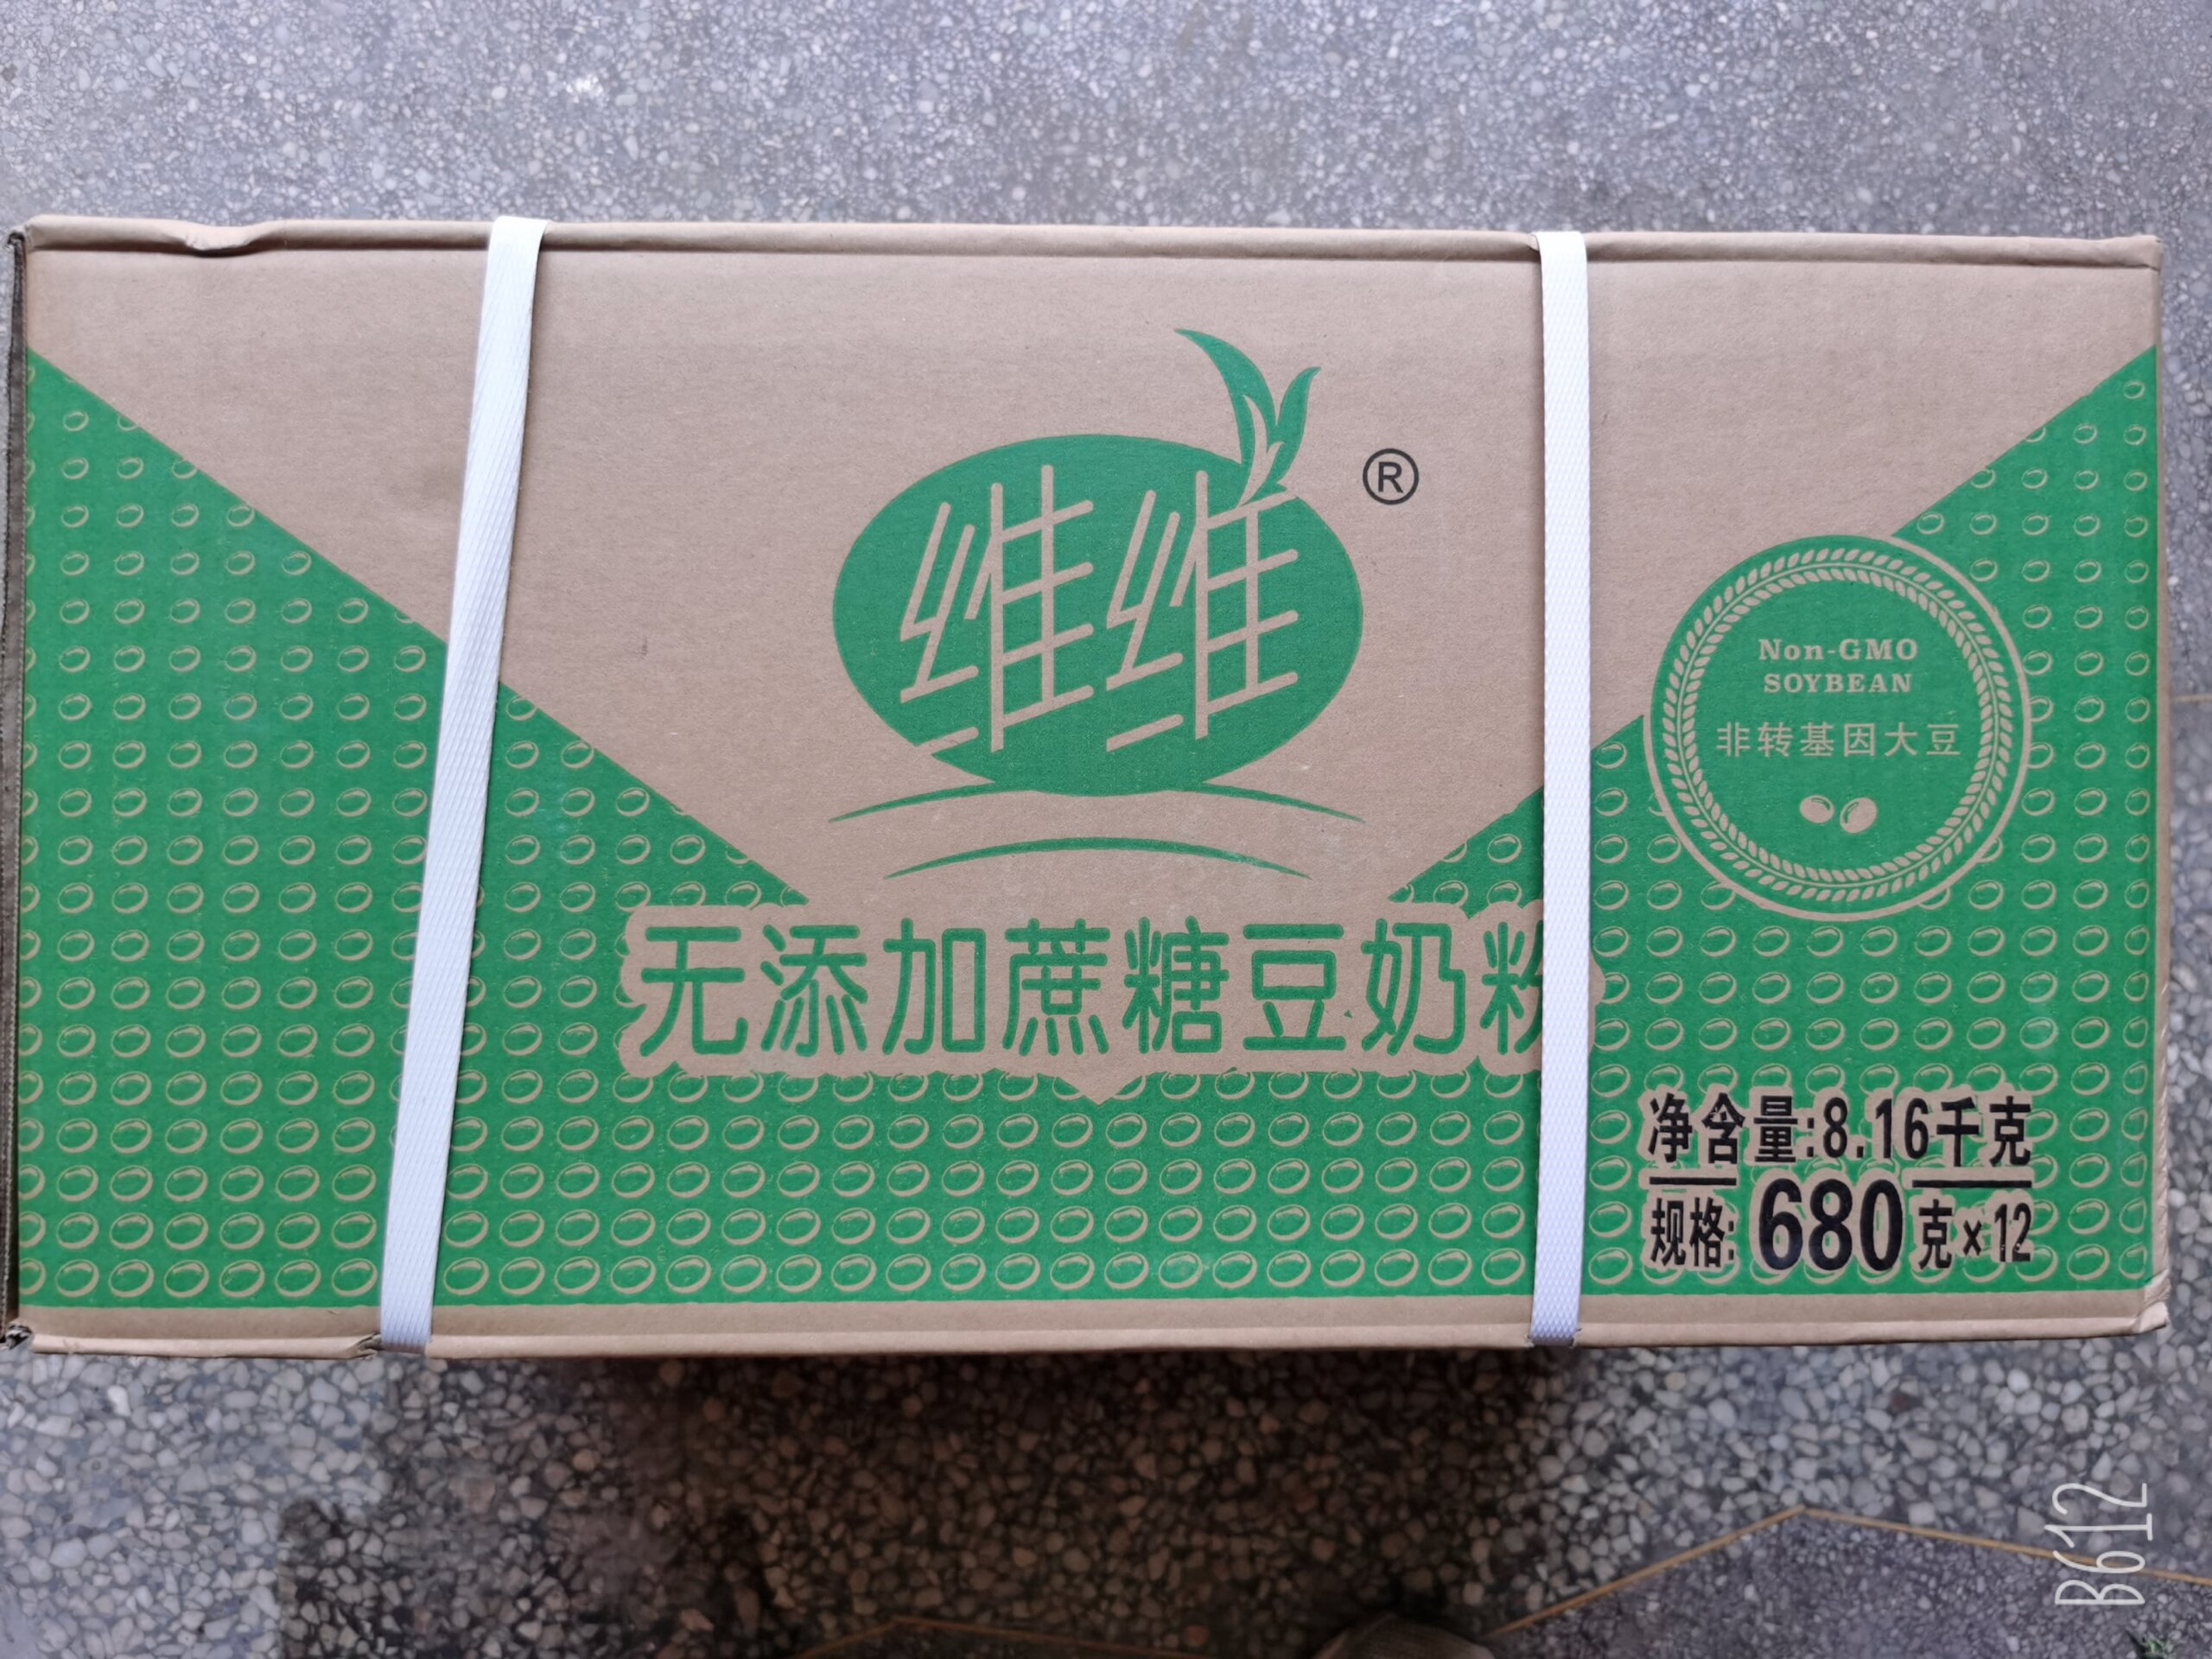 维维®
Non-GMO
SOYBEAN
非转基因大豆
无添加蔗糖豆奶粉
净含量:8.16千克
规格:680克×12
B612